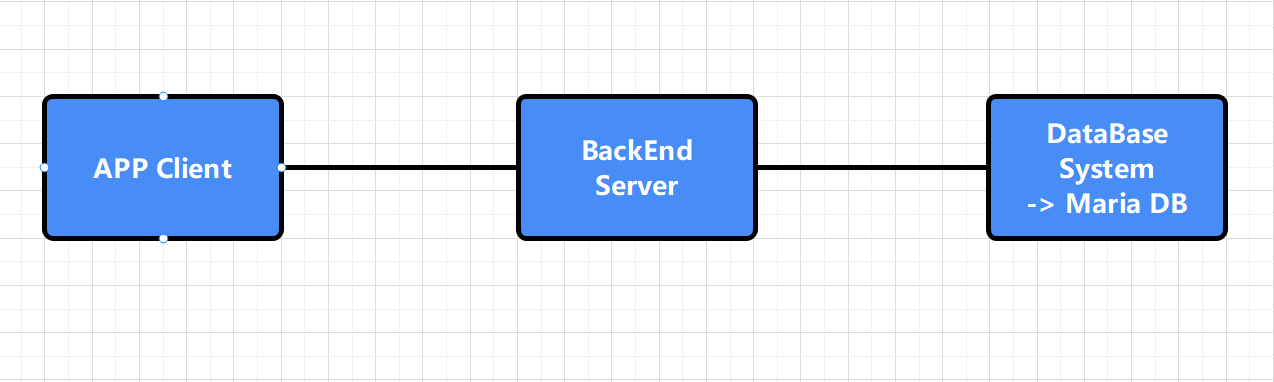 APP Client
BackEnd
Server
DataBase
System
-> Maria DB